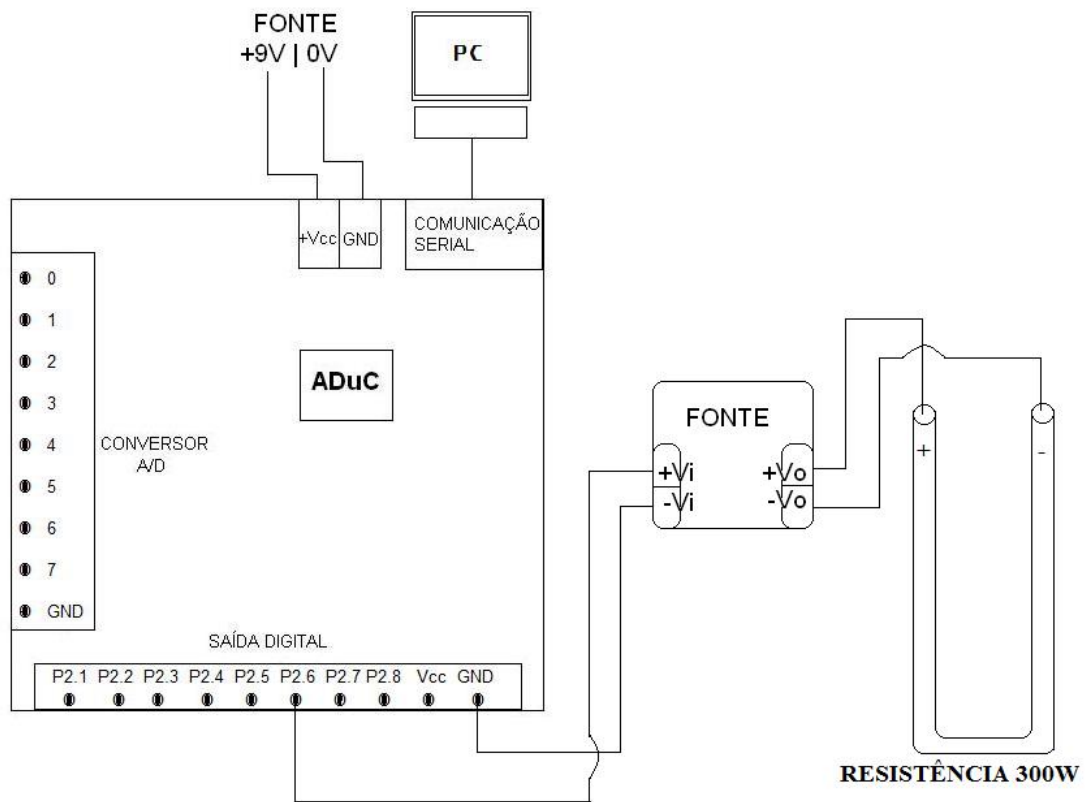 FONTE
+9V | 0V
PC
+Vcc
GND
COMUNICAÇÃO
SERIAL
0
1
2
3
4
5
6
7
GND
CONVERSOR
A/D
ADuC
FONTE
+Vi
-Vi
+Vo
-Vo
+
-
SAÍDA DIGITAL
P2.1 P2.2 P2.3 P2.4 P2.5 P2.6 P2.7 P2.8 Vcc GND
RESISTÊNCIA 300W